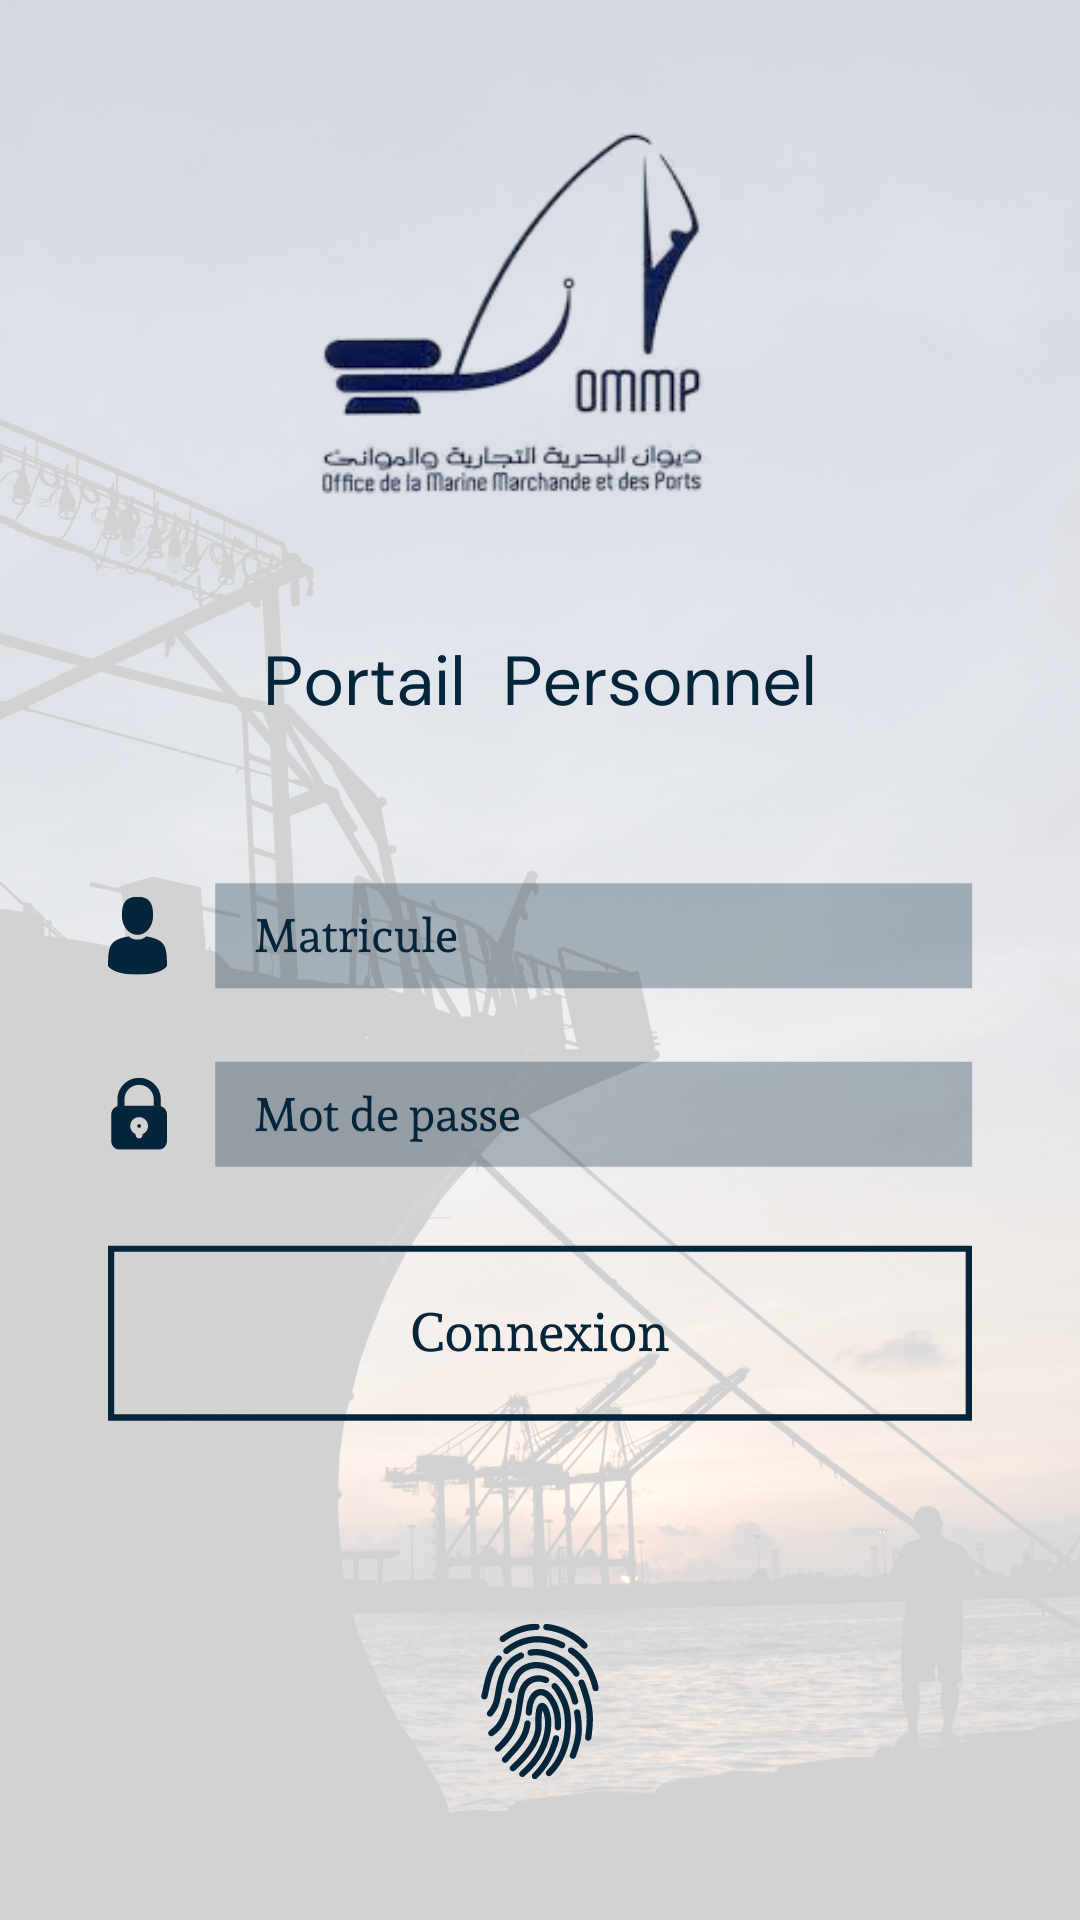 OMMP
ديوان البحرية التجارية والموانئ
Office de la Marine Marchande et des Ports
Portail Personnel
Matricule
Mot de passe
Connexion